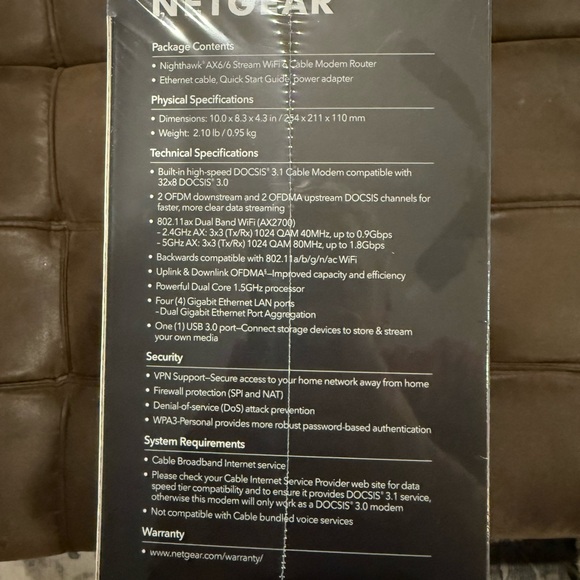 NETGEAR
Package Contents
• Nighthawk® AX6/6 Stream WiFi 6 Cable Modem Router
• Ethernet cable, Quick Start Guide, power adapter
Physical Specifications
• Dimensions: 10.0 x 8.3 x 4.3 in / 254 x 211 x 110 mm
• Weight: 2.10 lb / 0.95 kg
Technical Specifications
• Built-in high-speed DOCSIS® 3.1 Cable Modem compatible with
32x8 DOCSIS® 3.0
• 2 OFDM downstream and 2 OFDMA upstream DOCSIS channels for
faster, more clear data streaming
• 802.11ax Dual Band WiFi (AX2700)
– 2.4GHz AX: 3x3 (Tx/Rx) 1024 QAM 40MHz, up to 0.9Gbps
– 5GHz AX: 3x3 (Tx/Rx) 1024 QAM 80MHz, up to 1.8Gbps
• Backwards compatible with 802.11a/b/g/n/ac WiFi
• Uplink & Downlink OFDMA‡—Improved capacity and efficiency
• Powerful Dual Core 1.5GHz processor
• Four (4) Gigabit Ethernet LAN ports
– Dual Gigabit Ethernet Port Aggregation
• One (1) USB 3.0 port—Connect storage devices to store & stream
your own media
Security
• VPN Support—Secure access to your home network away from home
• Firewall protection (SPI and NAT)
• Denial-of-service (DoS) attack prevention
• WPA3-Personal provides more robust password-based authentication
System Requirements
• Cable Broadband Internet service
• Please check your Cable Internet Service Provider web site for data
speed tier compatibility and to ensure it provides DOCSIS® 3.1 service,
otherwise this modem will only work as a DOCSIS® 3.0 modem
• Not compatible with Cable bundled voice services
Warranty
• www.netgear.com/warranty/